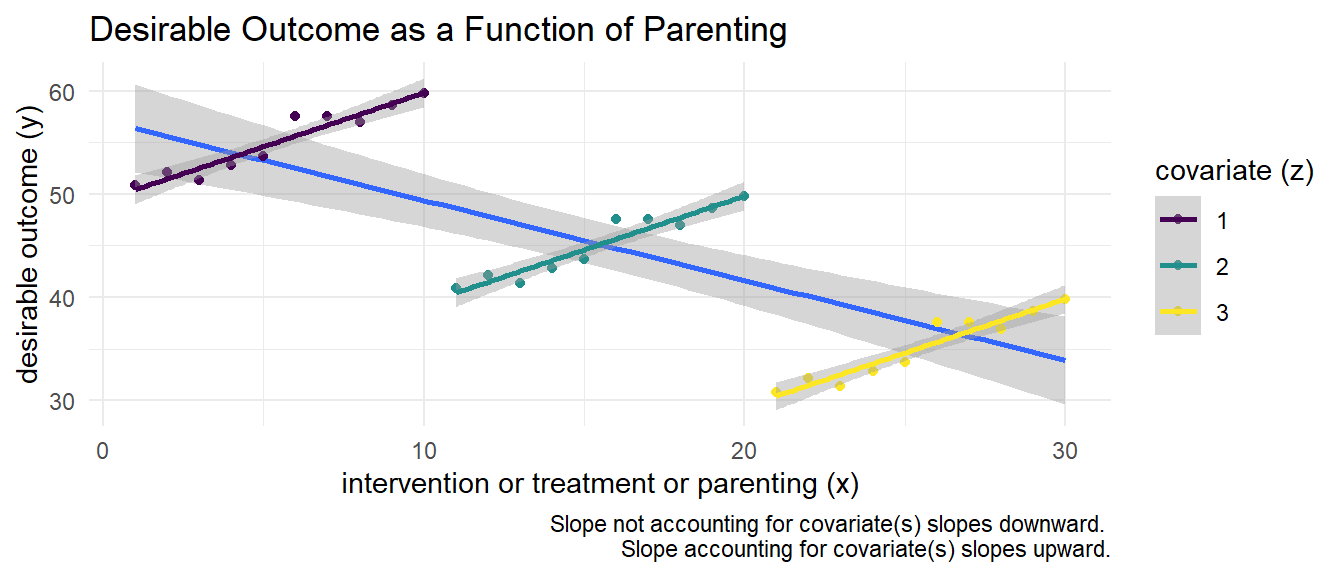 Desirable Outcome as a Function of Parenting
desirable outcome (y)
60
50
40
30
0 10 20 30
intervention or treatment or parenting (x)
covariate (z)
1
2
3
Slope not accounting for covariate(s) slopes downward.
Slope accounting for covariate(s) slopes upward.